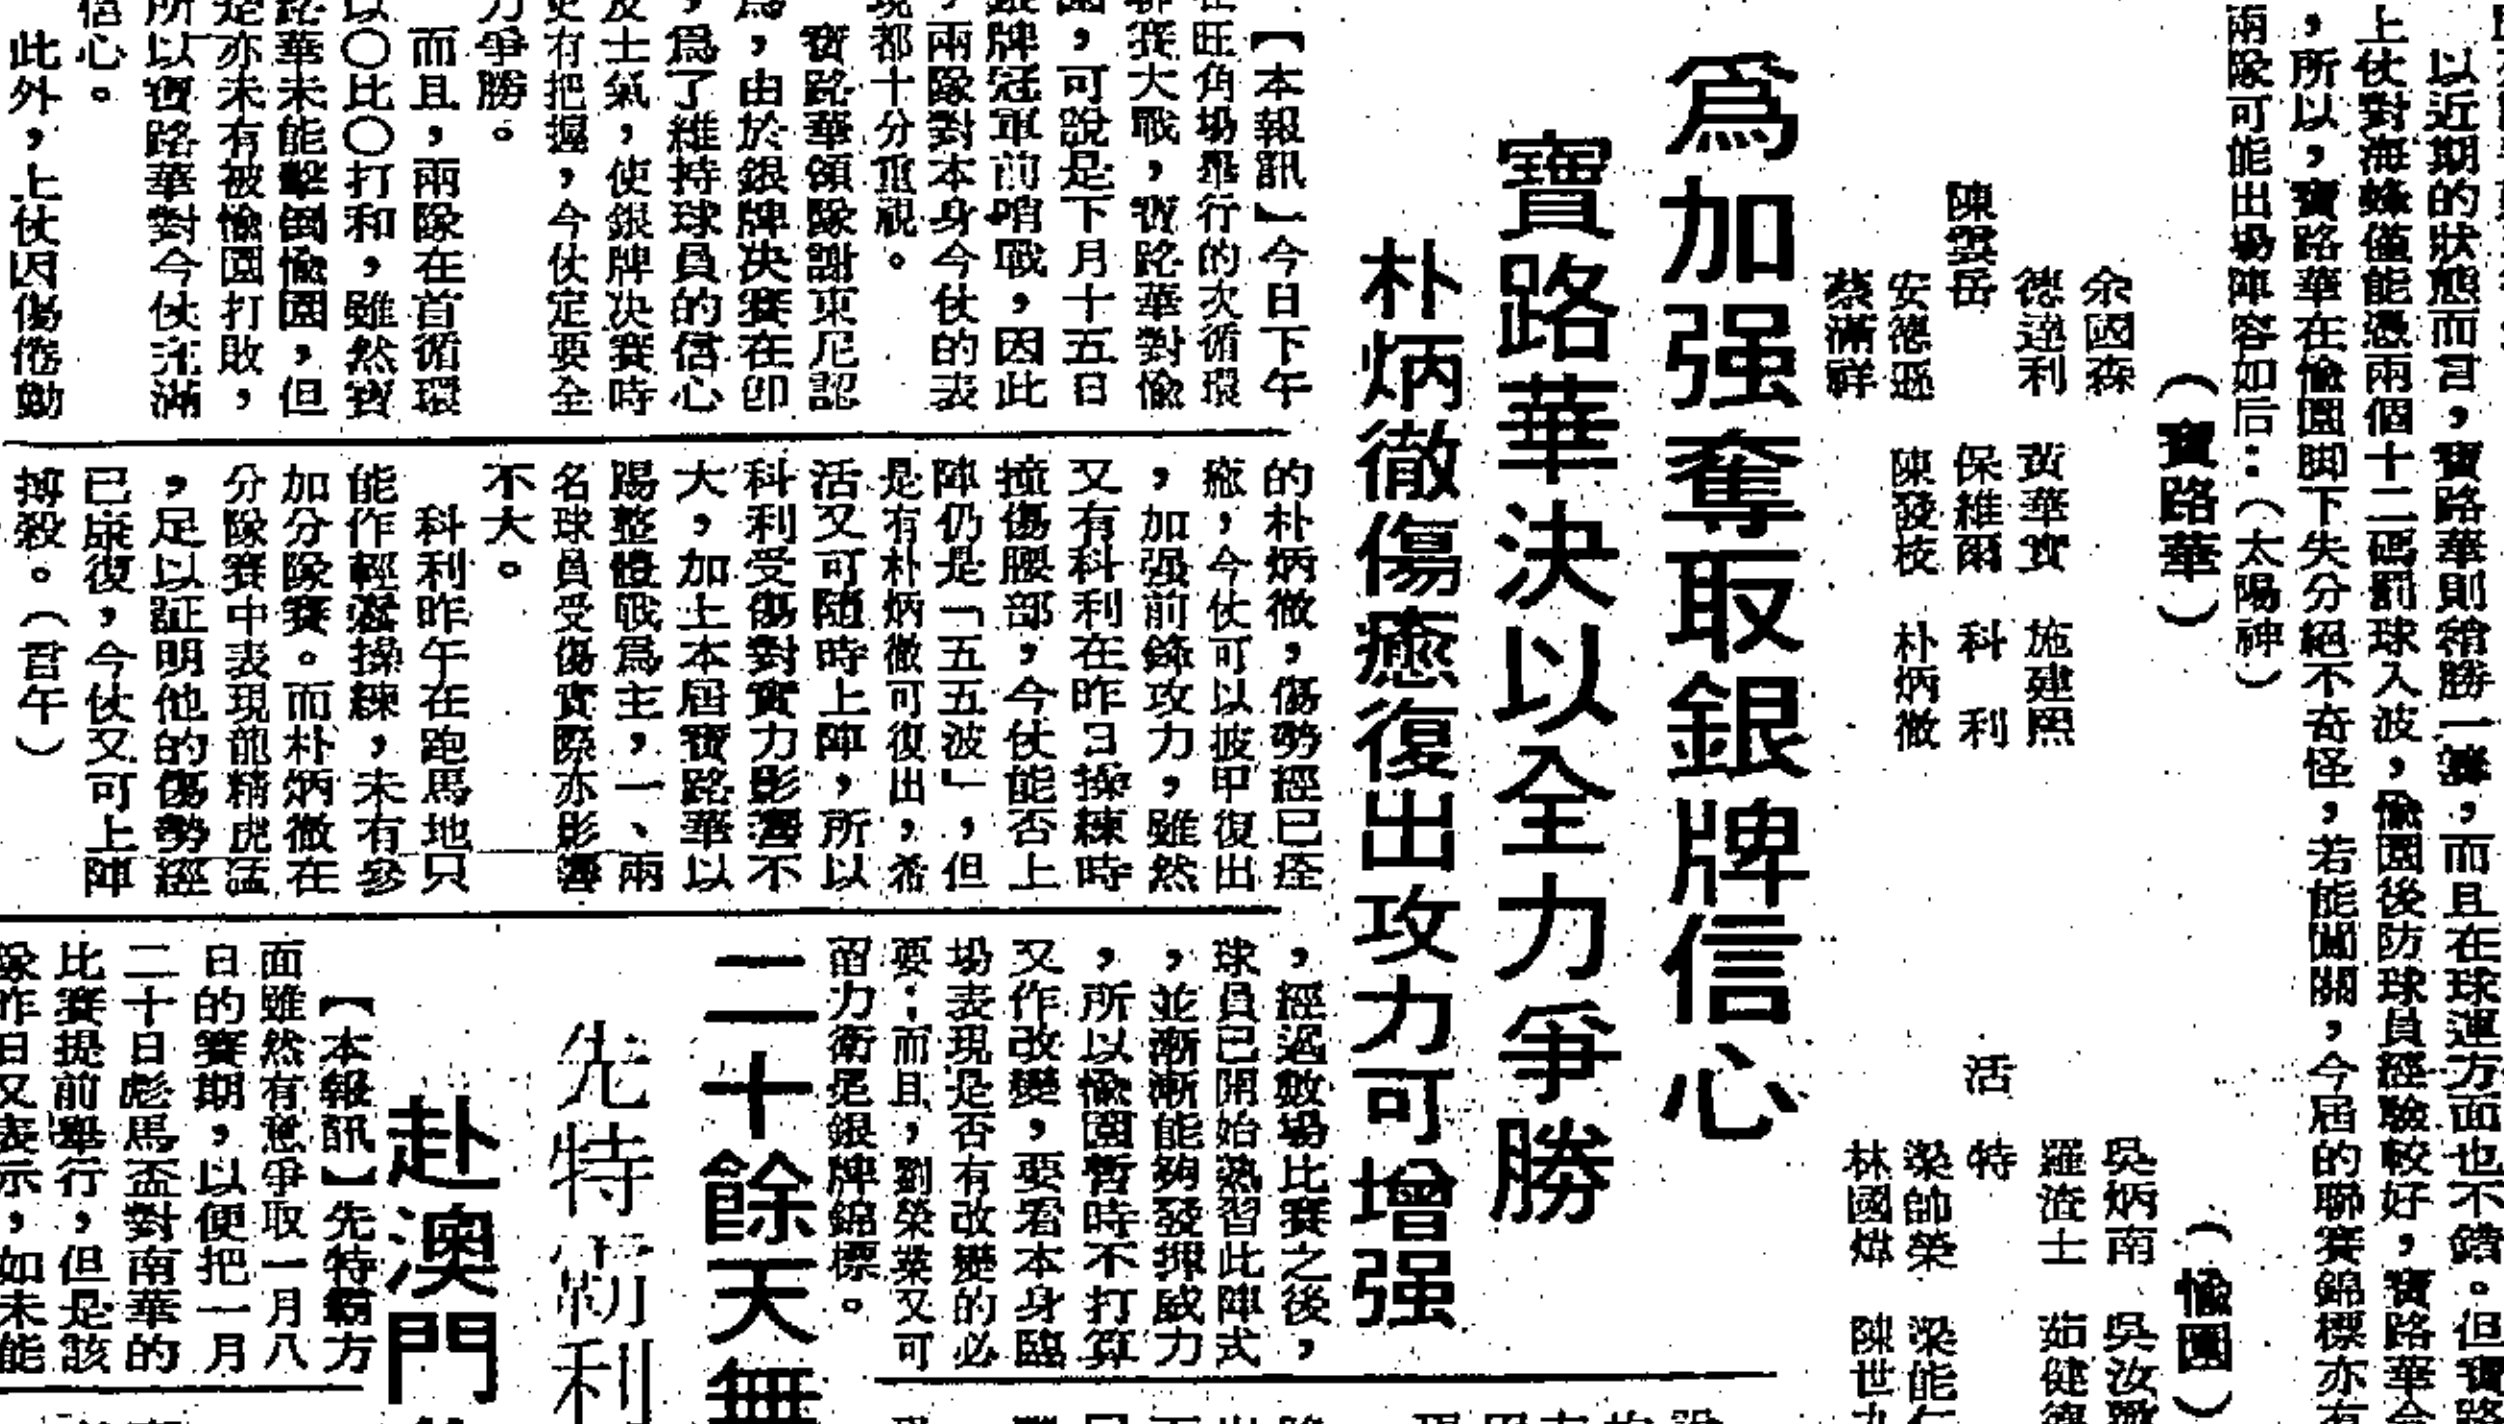 以近期的狀態而言，寶路華則稍勝一籌，而且在球運方面也不錯。但寶路
上仗對海蜂僅能憑兩個十二碼罰球入波，愉園後防球員經驗較好，寶路華
，所以，寶路華在愉園脚下失分絕不奇怪，若能闖關，今屆的聯賽錦標亦有
兩隊可能出場陣容如后：（太陽神）
（寶路華）
余國森
德達利　黃華寶　施建熙
陳雲岳　保維爾　科　利
安德遜　陳發枝　朴炳徹
蔡滿祥
（愉園）
吳炳南　吳汝
羅渣士　茹健
活　特
梁帥榮　梁能仁
林國煒　陳世九
爲加强奪取銀牌信心
寶路華決以全力爭勝
朴炳徹傷癒復出攻力可增强
【本報訊】今日下午
在旺角場舉行的次循環
聯賽大戰，寶路華對愉
園，可說是下月十五日
銀牌冠軍前哨戰，因此
，兩隊對本身今仗的表
現都十分重視。
寶路華領隊謝東尼認
爲，由於銀牌決賽在卽
，爲了維持球員的信心
及士氣，使銀牌決賽時
更有把握，今仗定要全
力爭勝。
而且，兩隊在首循環
以〇比〇打和，雖然寶
路華未能擊倒愉園，但
是亦未有被愉園打敗，
所以寶路華對今仗充滿
信心。
此外，上仗因傷倦勤
的朴炳徹，傷勢經已痊
癒，今仗可以披甲復出
，加强前鋒攻力，雖然
又有科利在昨日操練時
撞傷腰部，今仗能否上
陣仍是「五五波」，但
是有朴炳徹可復出，希
活又可隨時上陣，所以
科利受傷對實力影響不
大，加上本屆寶路華以
陽整體戰爲主，一、兩
名球員受傷實際亦影響
不大。
科利昨午在跑馬地只
能作輕鬆操練，未有參
加分隊賽。而朴炳徹在
分隊賽中表現龍精虎猛
，足以証明他的傷勢經
已康復，今仗又可上陣
搏殺。（君午）
，經過數場比賽之後，
球員已開始熟習此陣式
，並漸漸能夠發揮威力
，所以愉園暫時不打算
又作改變，要看本身臨
場表現是否有改變的必
要．而且，劉榮業又可
留力衛冕銀牌錦標。
二十餘天無
先特
利
赴澳門
【本報訊】先特霸方
面雖然有意爭取一月八
日的賽期，以便把一月
二十日彪馬盃對南華的
比賽提前舉行，但是該
隊昨日又表示，如未能